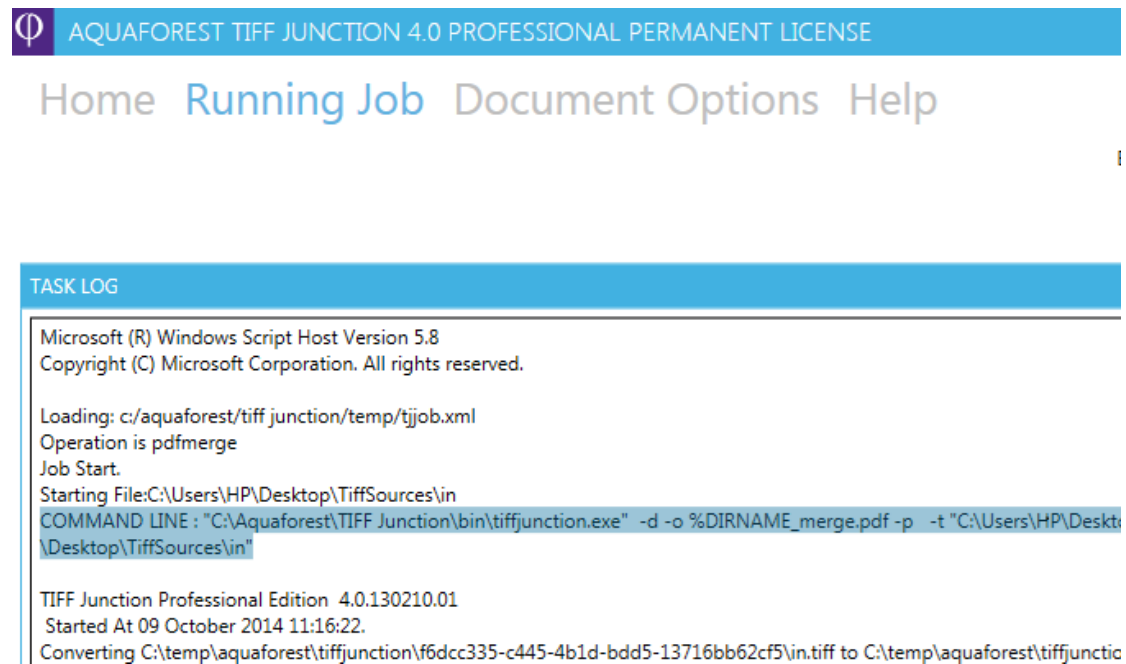 AQUAFOREST TIFF JUNCTION 4.0 PROFESSIONAL PERMANENT LICENSE
Home Running Job Document Options Help
TASK LOG
Microsoft (R) Windows Script Host Version 5.8
Copyright (C) Microsoft Corporation. All rights reserved.
Loading: c:/aquaforest/tiff junction/temp/tjjob.xml
Operation is pdfmerge
Job Start.
Starting File:C:\Users\HP\Desktop\TiffSources\in
COMMAND LINE : "C:\Aquaforest\TIFF Junction\bin\tiffjunction.exe"  -d -o %DIRNAME_merge.pdf -p   -t "C:\Users\HP\Deskt
\Desktop\TiffSources\in"
TIFF Junction Professional Edition  4.0.130210.01
Started At 09 October 2014 11:16:22.
Converting C:\temp\aquaforest\tiffjunction\f6dcc335-c445-4b1d-bdd5-13716bb62cf5\in.tiff to C:\temp\aquaforest\tiffjunctio